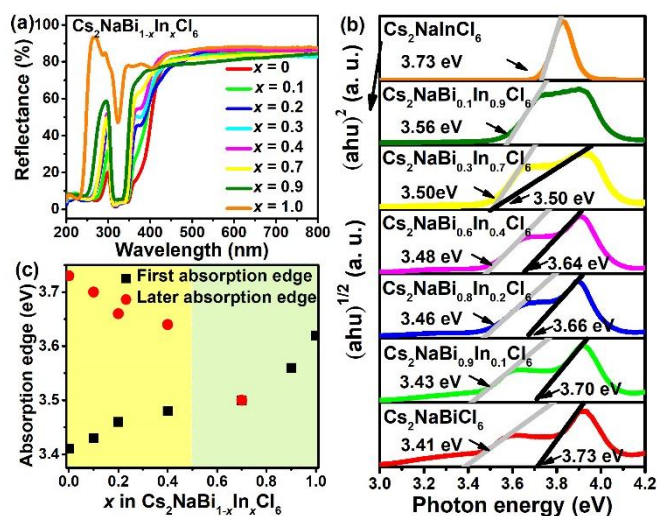 (a)
Cs2NaBi1-xInxCl6
Reflectance (%)
100
80
60
40
20
0
x = 0
x = 0.1
x = 0.2
x = 0.3
x = 0.4
x = 0.7
x = 0.9
x = 1.0
200 300 400 500 600 700 800
Wavelength (nm)
(c)
First absorption edge
Later absorption edge
Absorption edge (eV)
3.7
3.6
3.5
3.4
0.0 0.2 0.4 0.6 0.8 1.0
x in Cs2NaBi1-xInxCl6
(b)
(ahu)^2 (a. u.)
(ahu)^1/2 (a. u.)
Cs2NaInCl6
3.73 eV
Cs2NaBi0.1In0.9Cl6
3.56 eV
Cs2NaBi0.3In0.7Cl6
3.50eV
3.50 eV
Cs2NaBi0.6In0.4Cl6
3.48 eV
3.64 eV
Cs2NaBi0.8In0.2Cl6
3.46 eV
3.66 eV
Cs2NaBi0.9In0.1Cl6
3.43 eV
3.70 eV
Cs2NaBiCl6
3.41 eV
3.73 eV
3.0 3.2 3.4 3.6 3.8 4.0 4.2
Photon energy (eV)